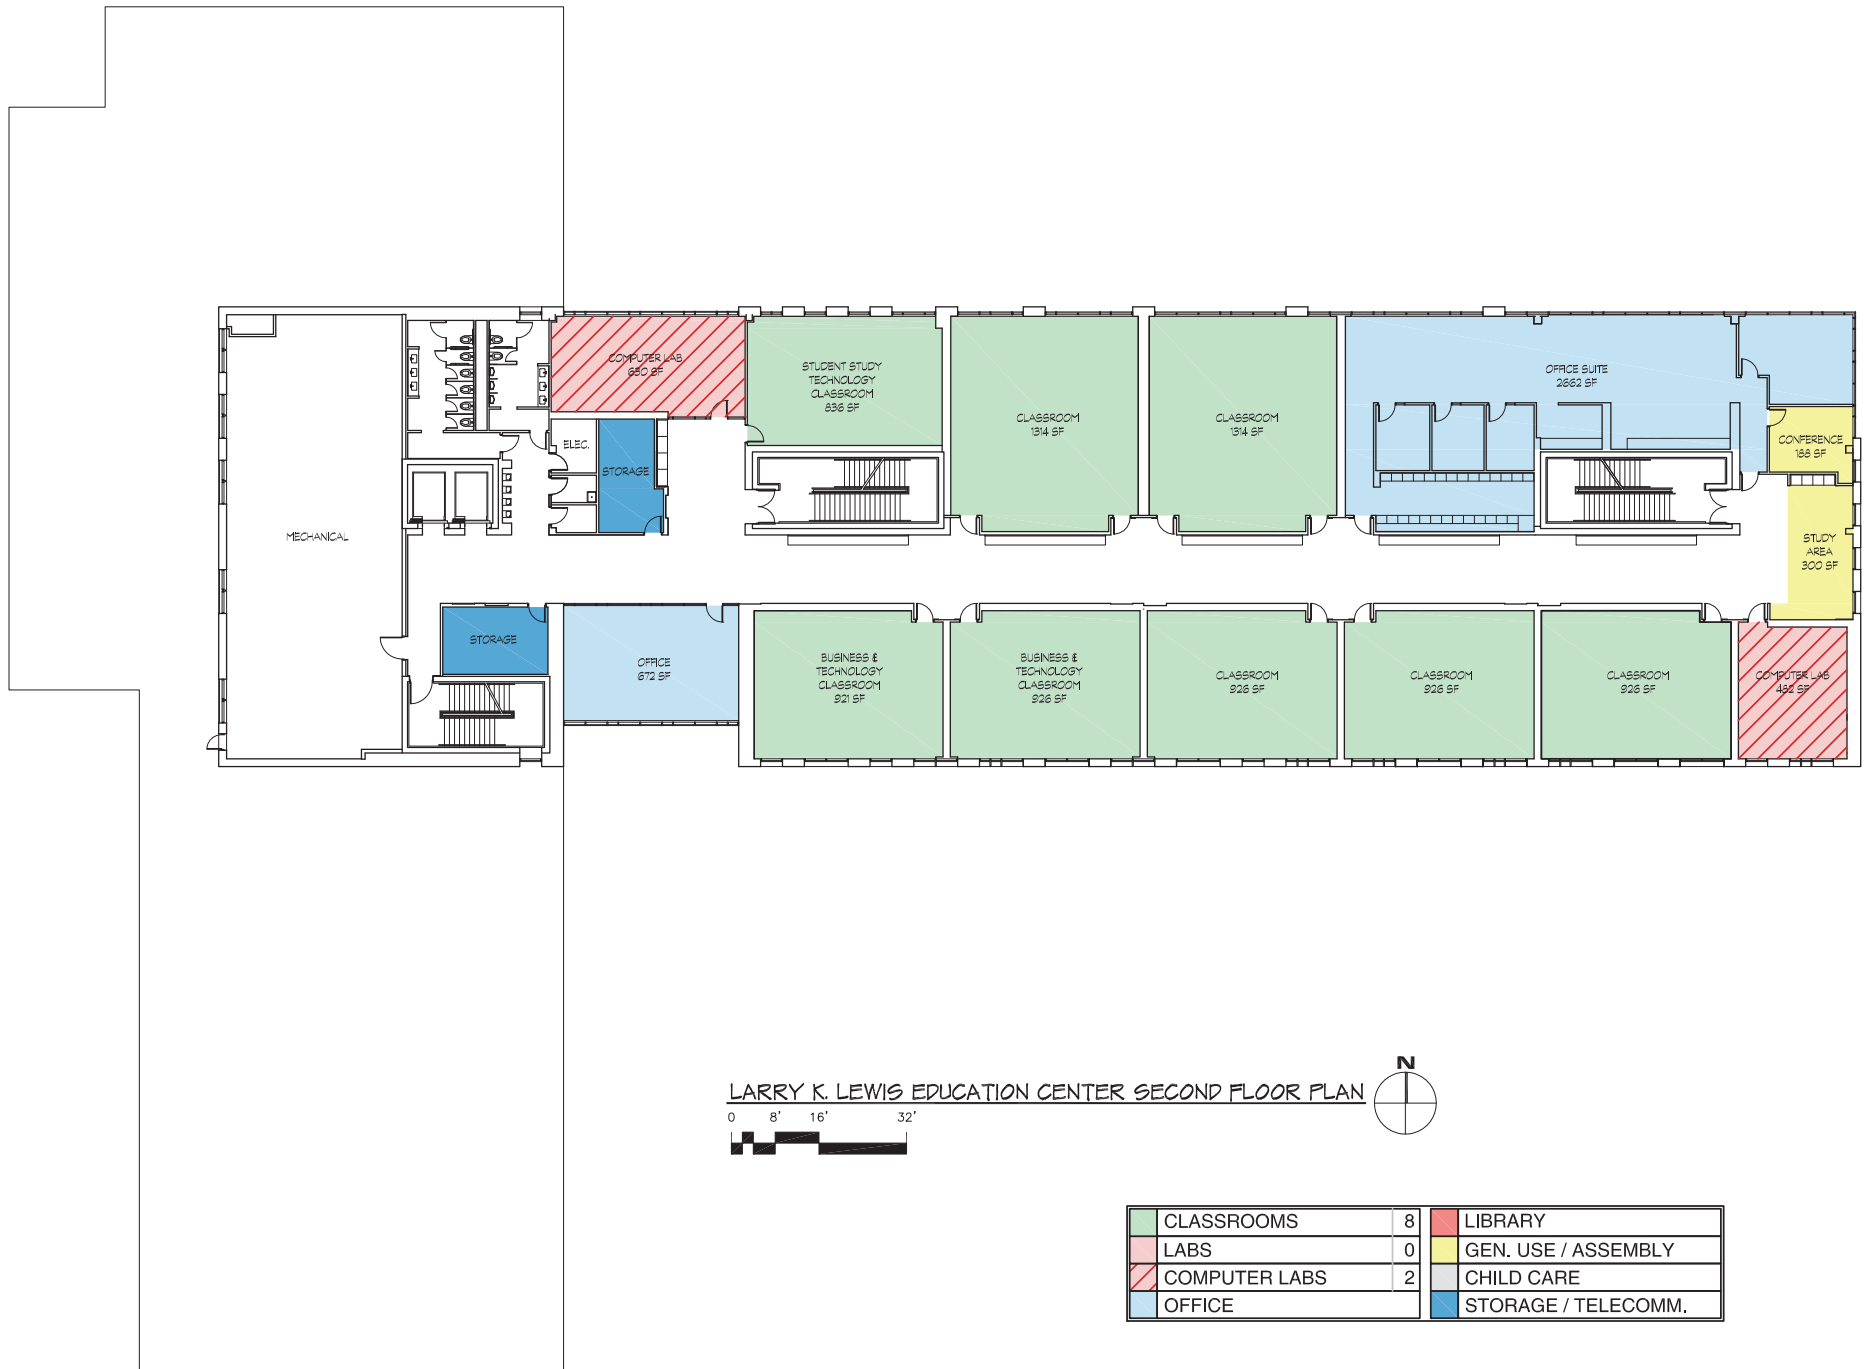 COMPUTER LAB
630 SF
STUDENT STUDY
TECHNOLOGY
CLASSROOM
836 SF
CLASSROOM
1314 SF
CLASSROOM
1314 SF
OFFICE SUITE
2662 SF
CONFERENCE
188 SF
ELEC.
STORAGE
MECHANICAL
STUDY
AREA
300 SF
STORAGE
OFFICE
672 SF
BUSINESS &
TECHNOLOGY
CLASSROOM
921 SF
BUSINESS &
TECHNOLOGY
CLASSROOM
926 SF
CLASSROOM
926 SF
CLASSROOM
926 SF
CLASSROOM
926 SF
COMPUTER LAB
482 SF
LARRY K. LEWIS EDUCATION CENTER SECOND FLOOR PLAN
N
0 8' 16' 32'
CLASSROOMS 8
LABS 0
COMPUTER LABS 2
OFFICE
LIBRARY
GEN. USE / ASSEMBLY
CHILD CARE
STORAGE / TELECOMM.